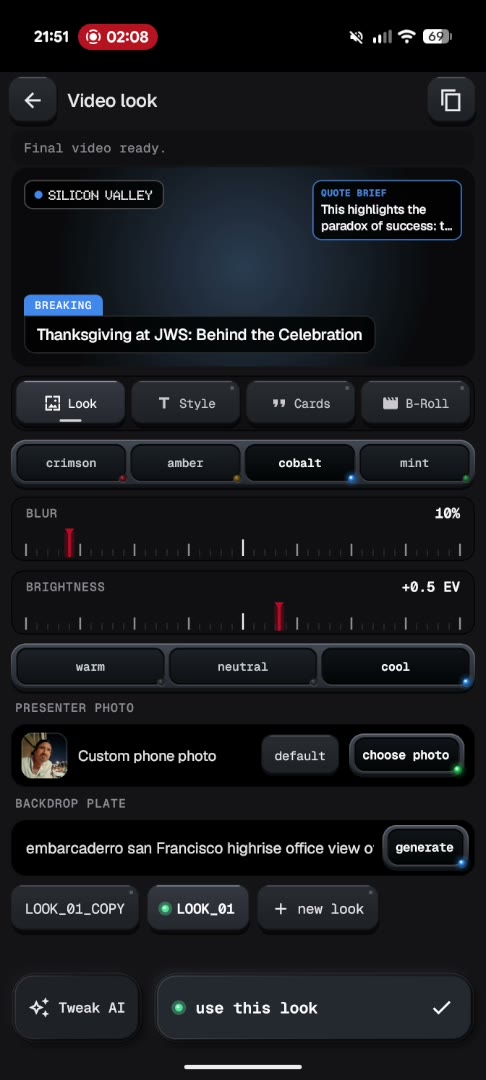 21:51
02:08
69
Video look
Final video ready.
SILICON VALLEY
QUOTE BRIEF
This highlights the
paradox of success: t…
BREAKING
Thanksgiving at JWS: Behind the Celebration
Look
Style
Cards
B-Roll
crimson
amber
cobalt
mint
BLUR
10%
BRIGHTNESS
+0.5 EV
warm
neutral
cool
PRESENTER PHOTO
Custom phone photo
default
choose photo
BACKDROP PLATE
embarcaderro san Francisco highrise office view o
generate
LOOK_01_COPY
LOOK_01
+ new look
Tweak AI
use this look